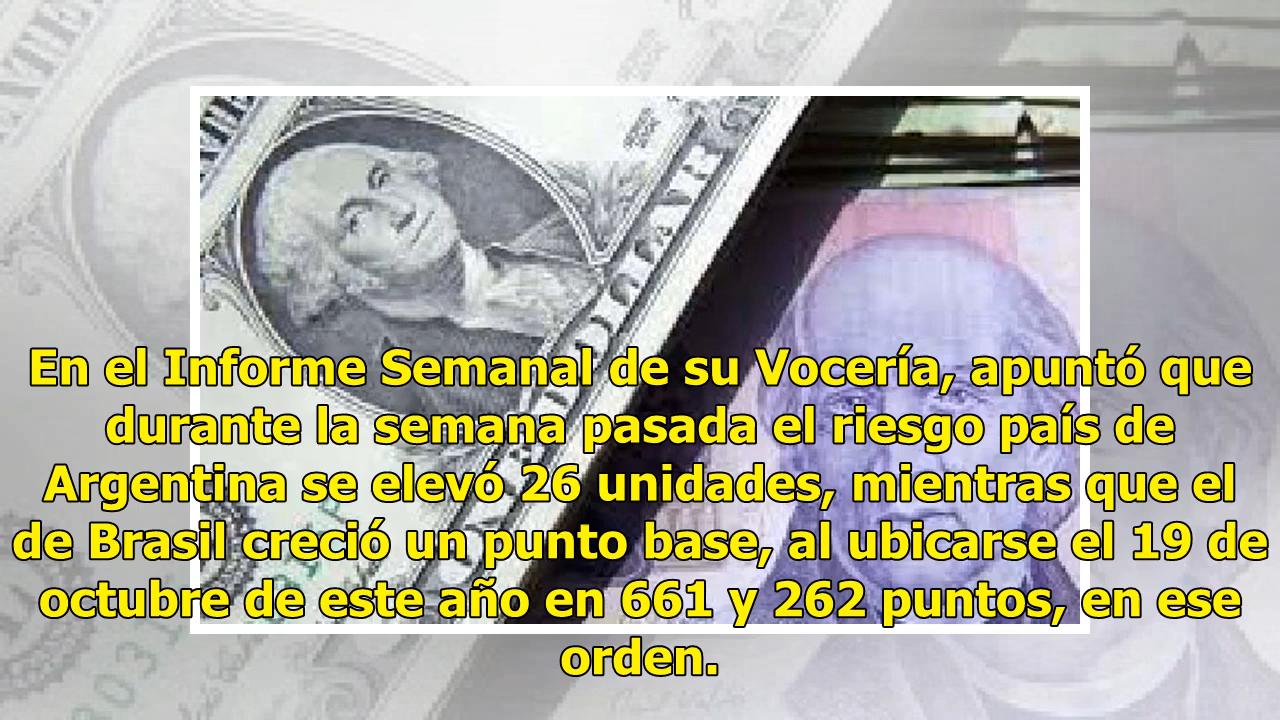 En el Informe Semanal de su Vocería, apuntó que
durante la semana pasada el riesgo país de
Argentina se elevó 26 unidades, mientras que el
de Brasil creció un punto base, al ubicarse el 19 de
octubre de este año en 661 y 262 puntos, en ese
orden.